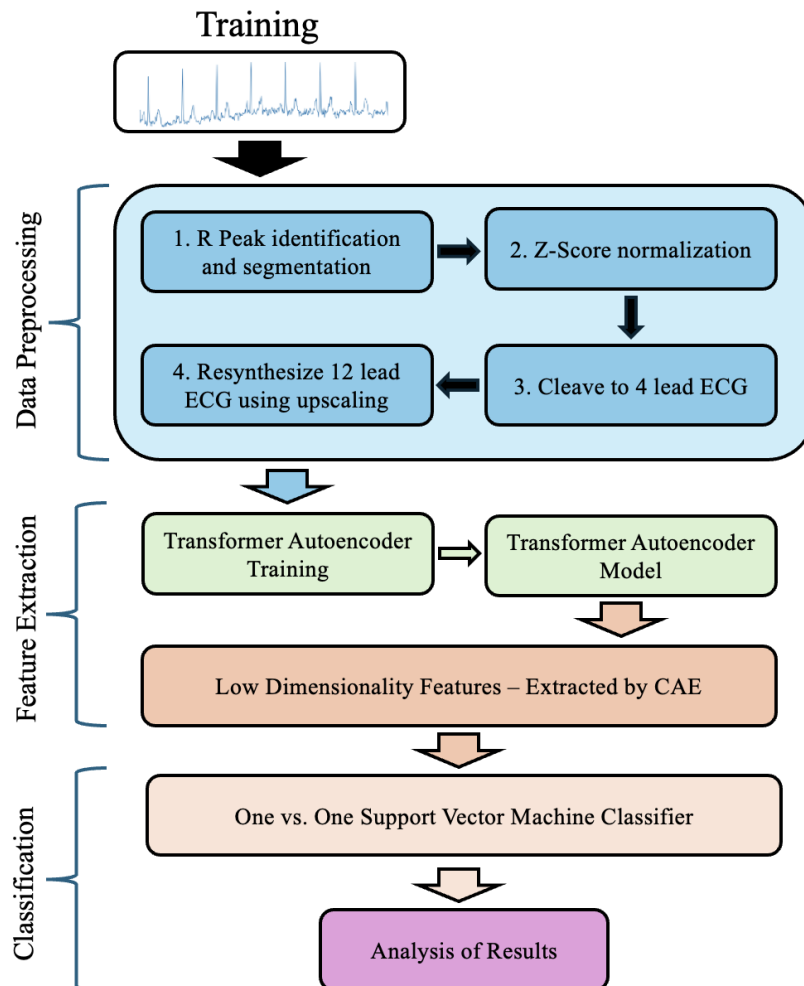 Training
Data Preprocessing
1. R Peak identification
and segmentation
2. Z-Score normalization
4. Resynthesize 12 lead
ECG using upscaling
3. Cleave to 4 lead ECG
Feature Extraction
Transformer Autoencoder
Training
Transformer Autoencoder
Model
Low Dimensionality Features – Extracted by CAE
Classification
One vs. One Support Vector Machine Classifier
Analysis of Results